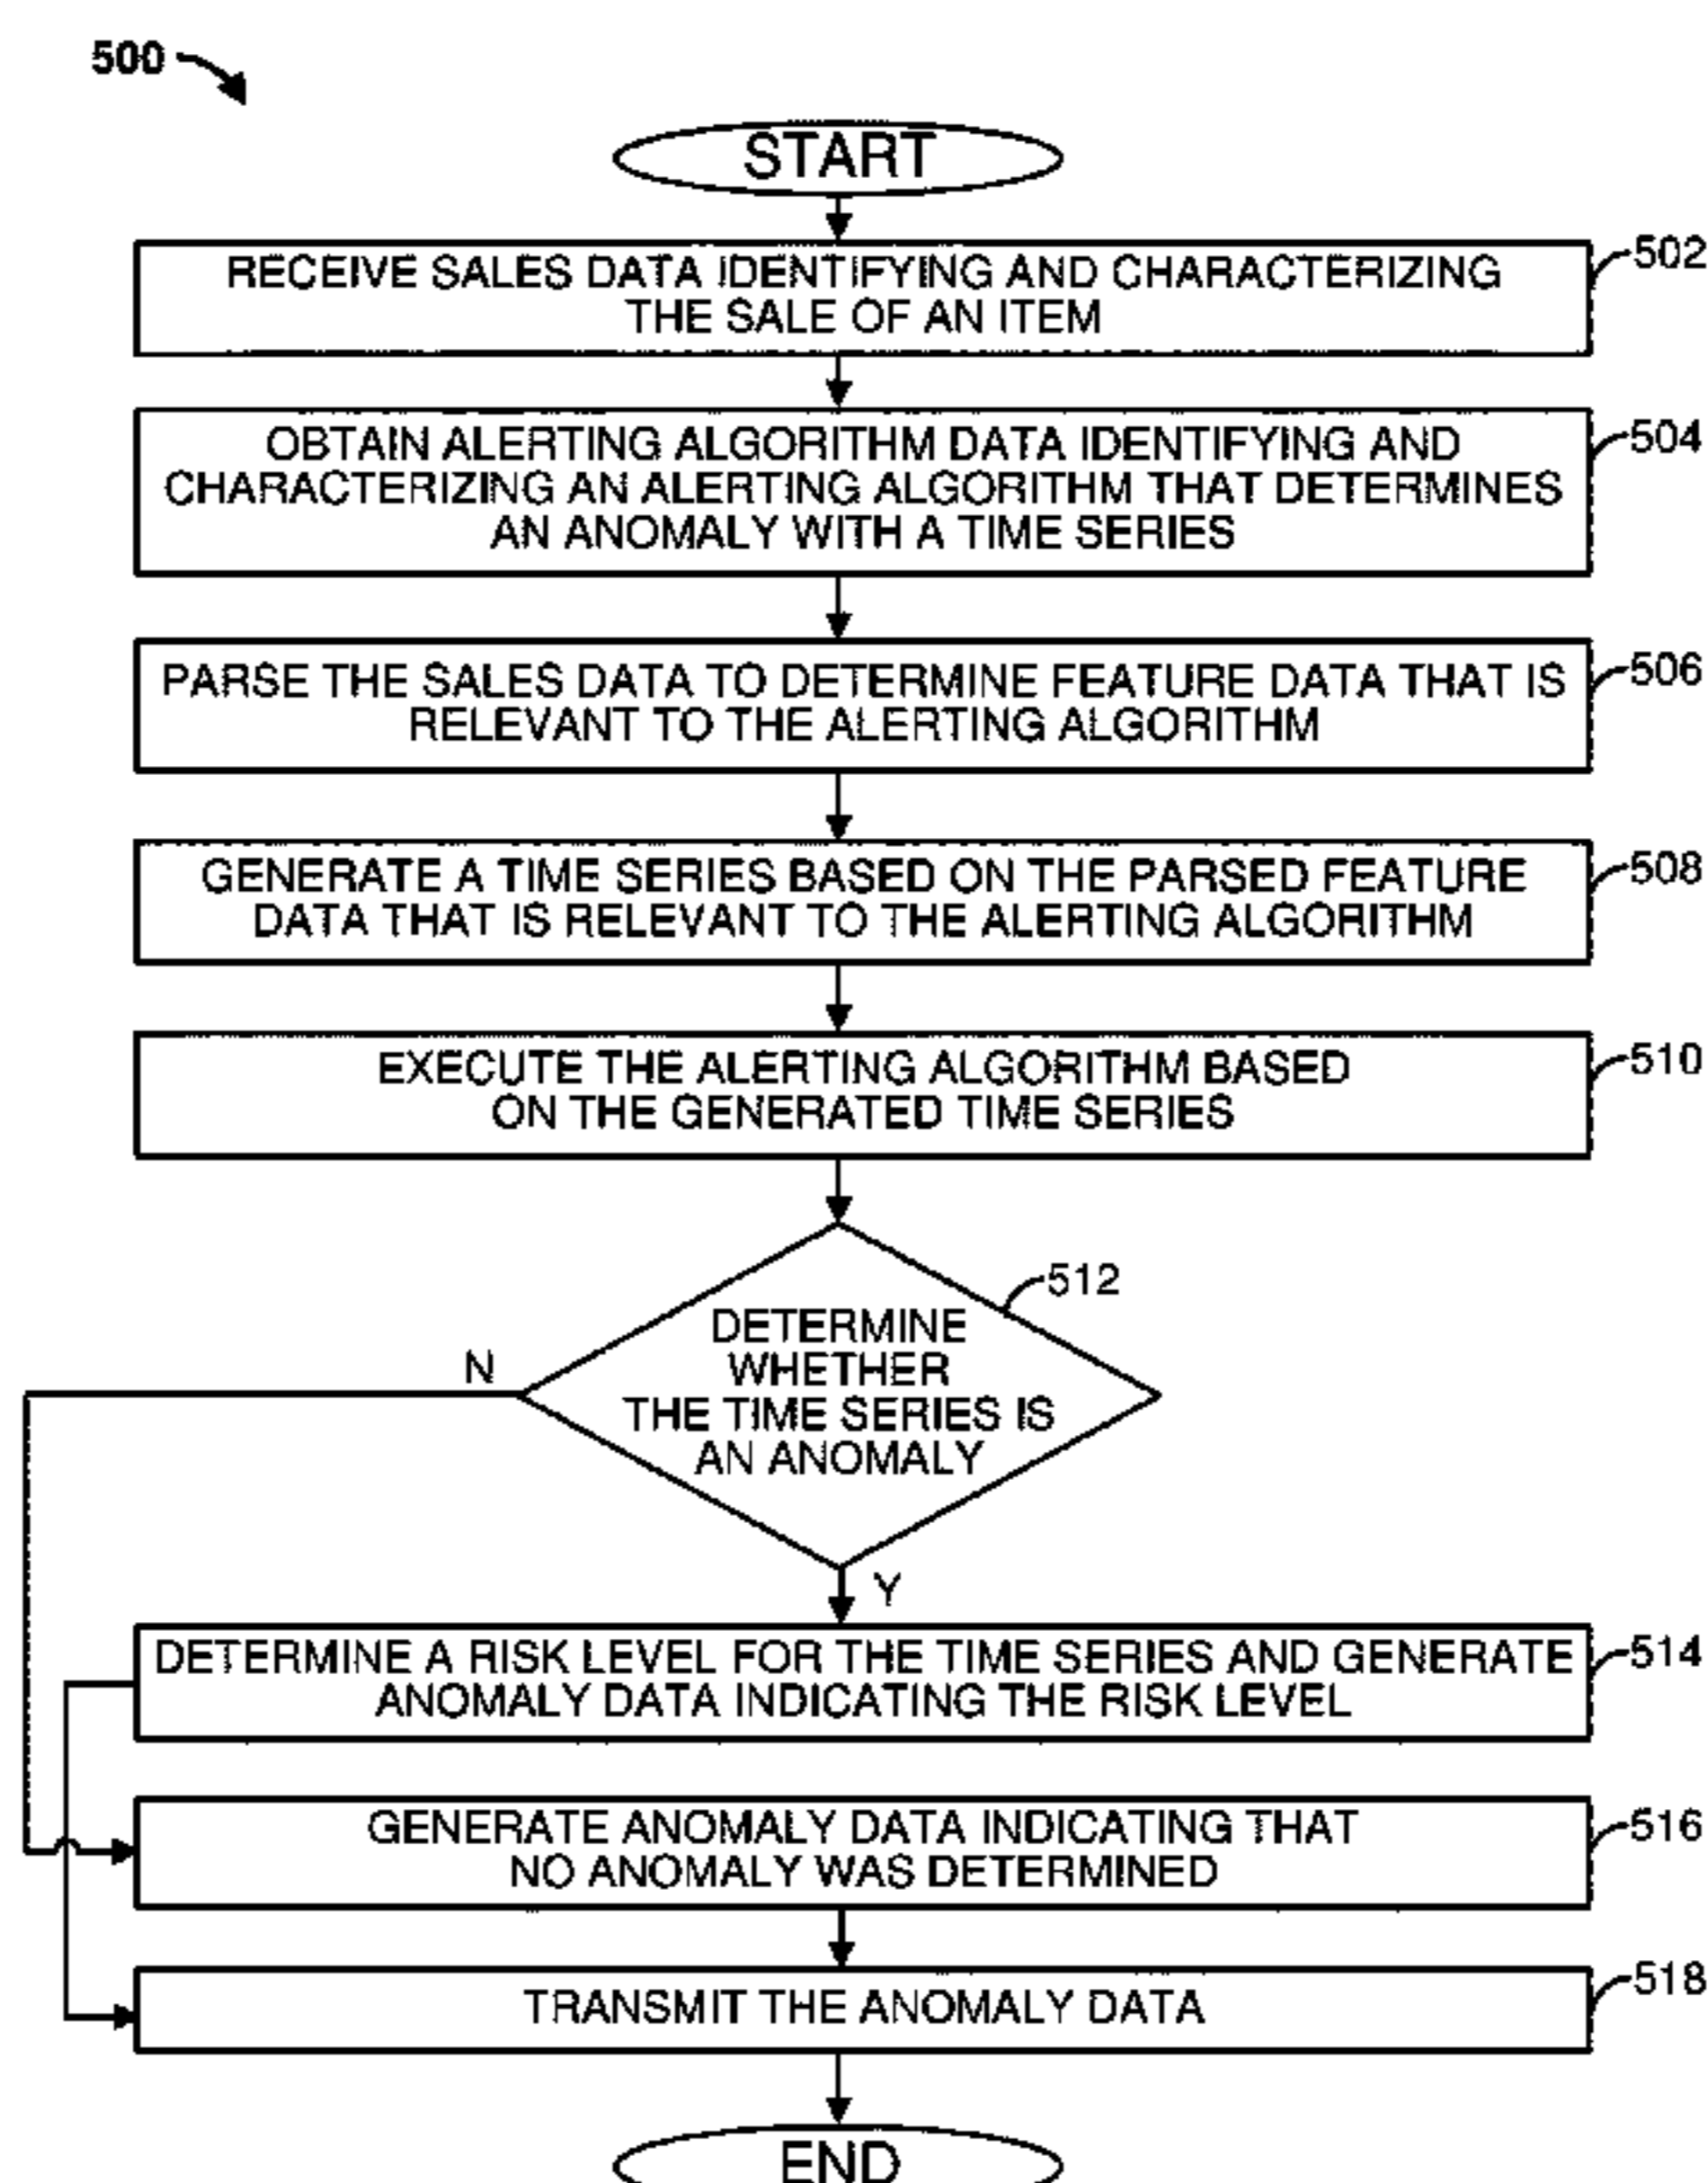 500
START
RECEIVE SALES DATA IDENTIFYING AND CHARACTERIZING
THE SALE OF AN ITEM
502
OBTAIN ALERTING ALGORITHM DATA IDENTIFYING AND
CHARACTERIZING AN ALERTING ALGORITHM THAT DETERMINES
AN ANOMALY WITH A TIME SERIES
504
PARSE THE SALES DATA TO DETERMINE FEATURE DATA THAT IS
RELEVANT TO THE ALERTING ALGORITHM
506
GENERATE A TIME SERIES BASED ON THE PARSED FEATURE
DATA THAT IS RELEVANT TO THE ALERTING ALGORITHM
508
EXECUTE THE ALERTING ALGORITHM BASED
ON THE GENERATED TIME SERIES
510
512
DETERMINE
WHETHER
THE TIME SERIES IS
AN ANOMALY
N
Y
DETERMINE A RISK LEVEL FOR THE TIME SERIES AND GENERATE
ANOMALY DATA INDICATING THE RISK LEVEL
514
GENERATE ANOMALY DATA INDICATING THAT
NO ANOMALY WAS DETERMINED
516
TRANSMIT THE ANOMALY DATA
518
END